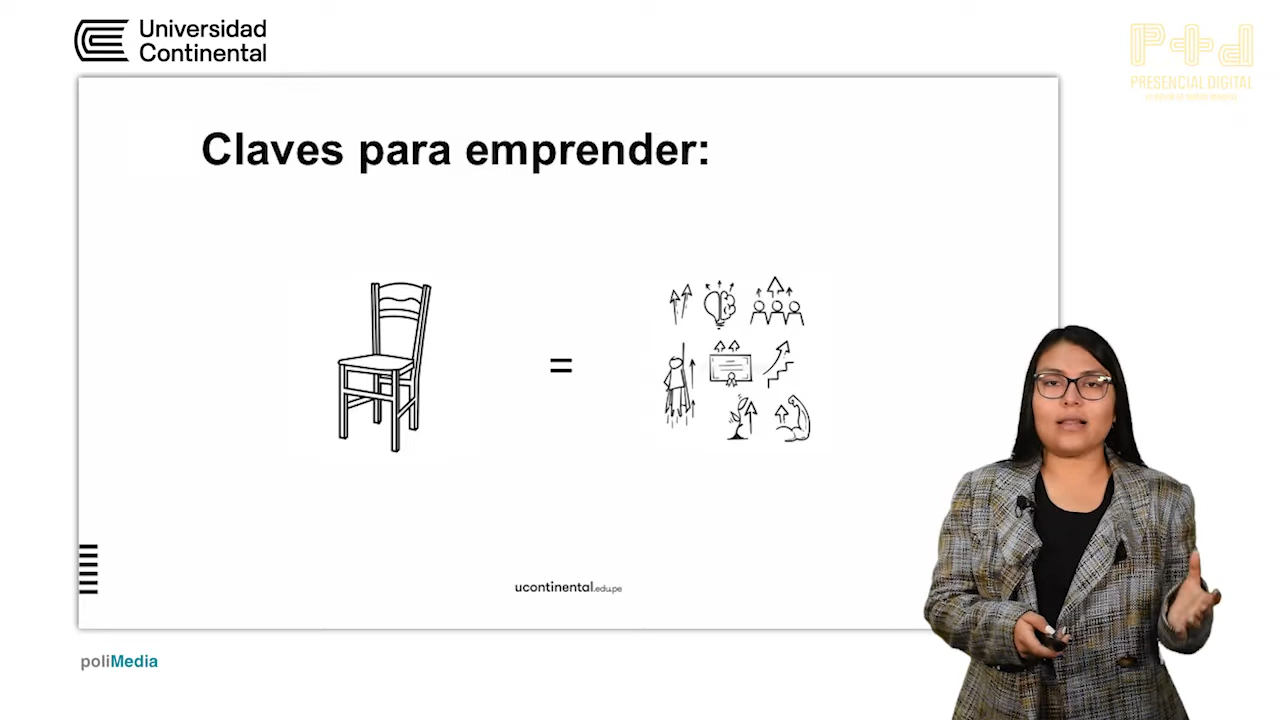 Universidad
Continental
P+d
PRESENCIAL DIGITAL
Claves para emprender:
=
ucontinental.edu.pe
poliMedia